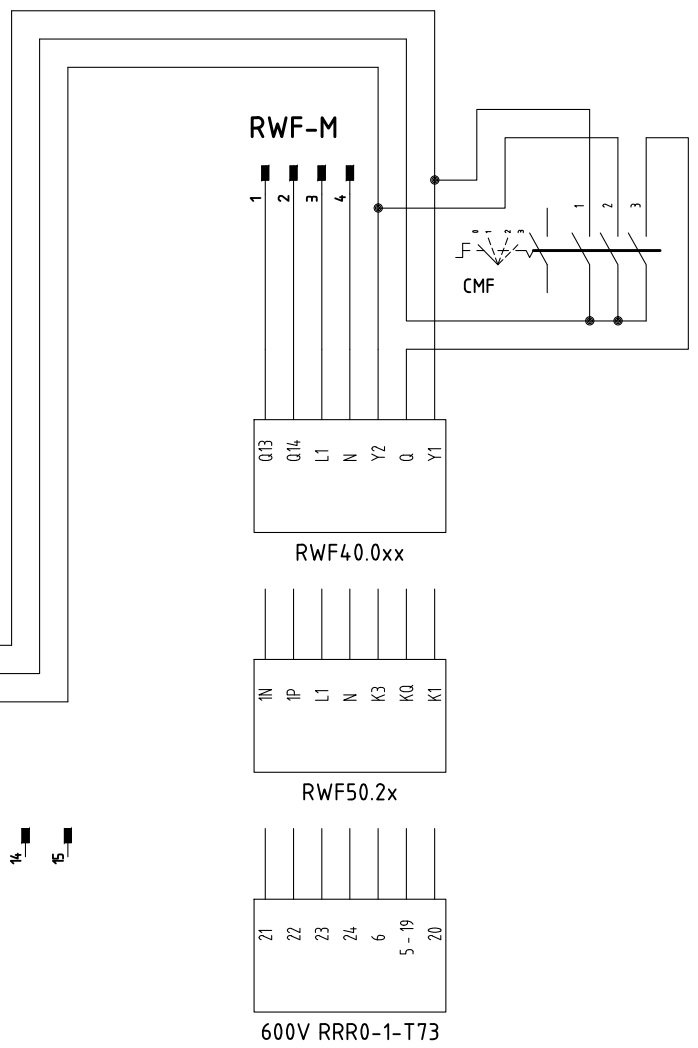 RWF-M
1 2 3 4
1 2 3
0 1 2 3
CMF
Q13 Q14 L1 N Y2 Q Y1
RWF40.0xx
1N 1P L1 N K3 KQ K1
RWF50.2x
14 15
21 22 23 24 6 5 - 19 20
600V RRR0-1-T73